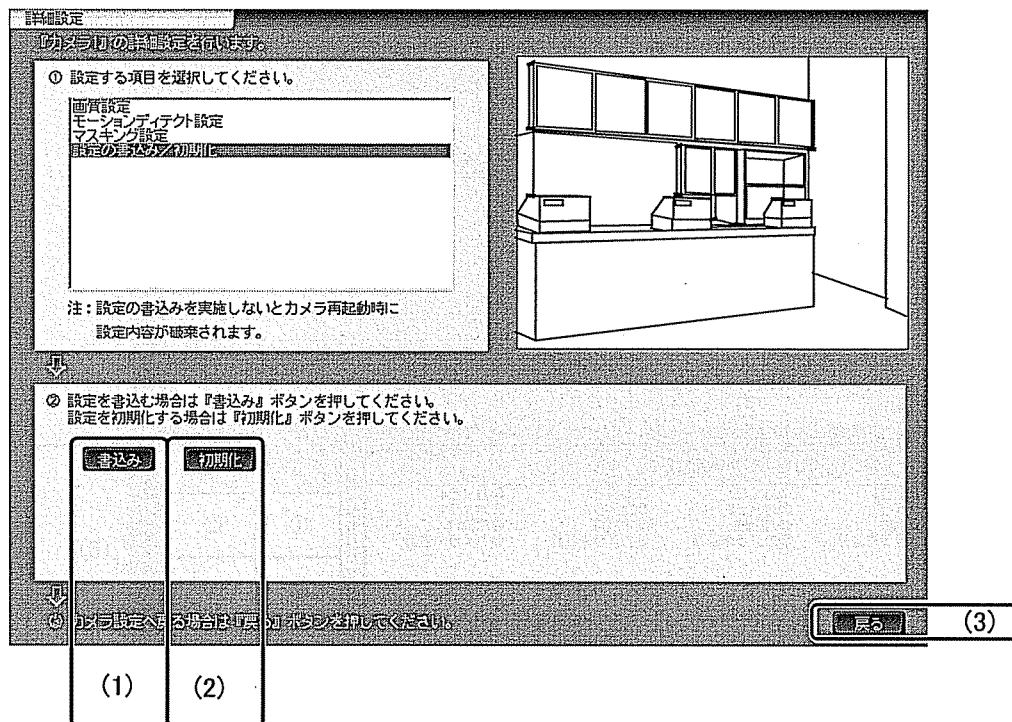 詳細設定
『カメラ1』の詳細設定を行います。
① 設定する項目を選択してください。
画質設定
モーションディテクト設定
マスキング設定
設定の書込み／初期化
注：設定の書込みを実施しないとカメラ再起動時に
設定内容が破棄されます。
② 設定を書込む場合は『書込み』ボタンを押してください。
設定を初期化する場合は『初期化』ボタンを押してください。
書込み 初期化
③ カメラ設定へ戻る場合は『戻る』ボタンを押してください。
戻る (3)
(1) (2)